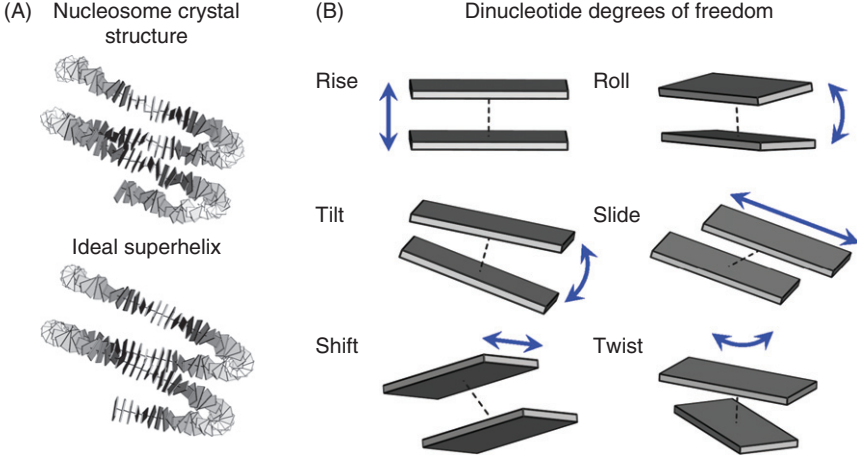 (A) Nucleosome crystal
structure
Ideal superhelix
(B) Dinucleotide degrees of freedom
Rise
Roll
Tilt
Slide
Shift
Twist